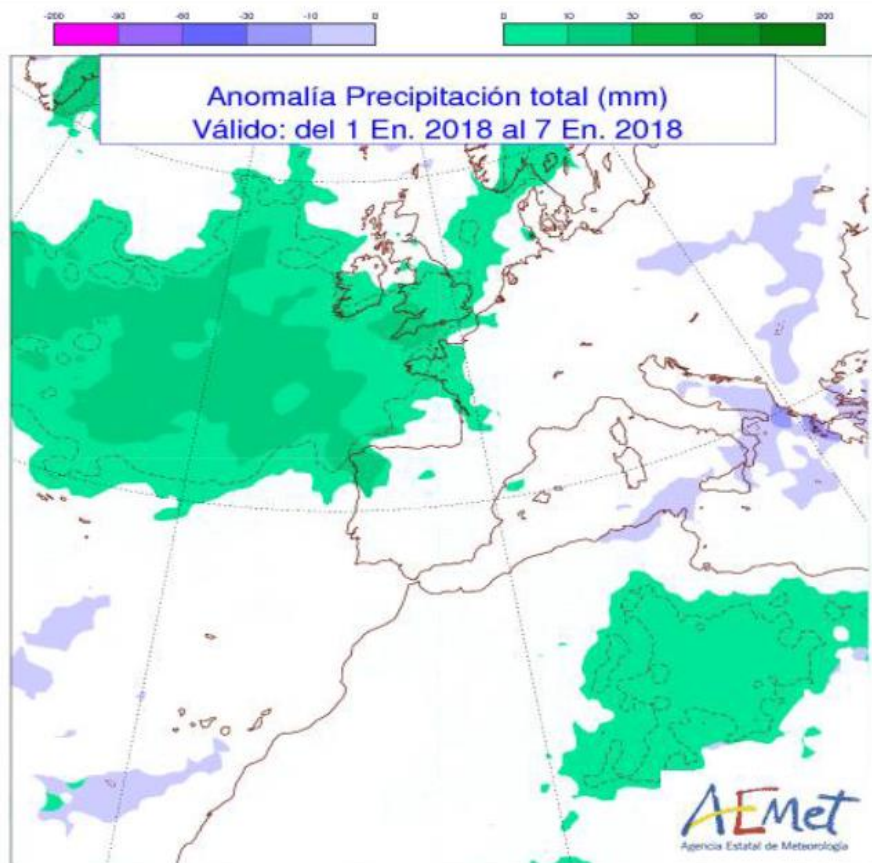 -200 -90 -60 -30 -10 0 0 10 30 60 90 200
Anomalía Precipitación total (mm)
Válido: del 1 En. 2018 al 7 En. 2018
AEMet
Agencia Estatal de Meteorología